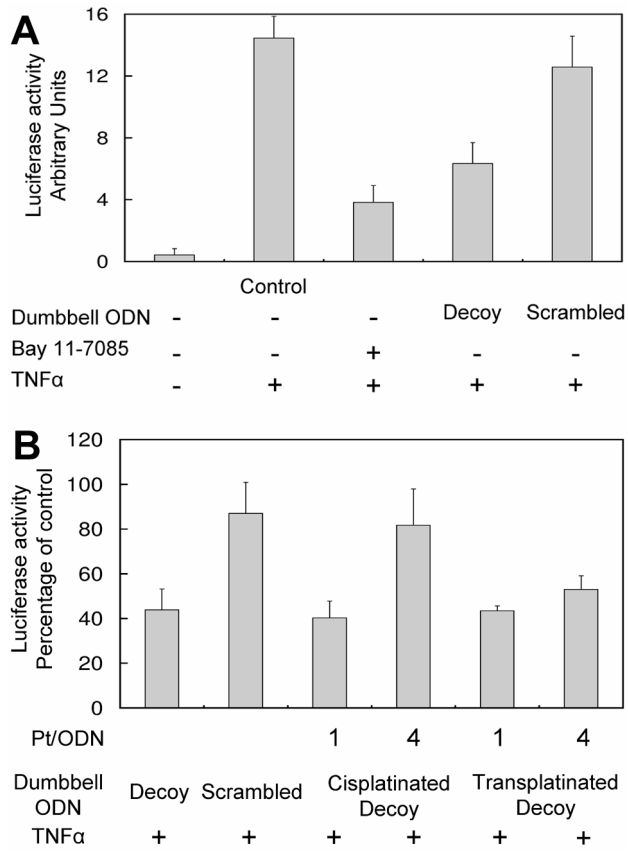 A
Luciferase activity
Arbitrary Units
16
12
8
4
0
Control
Dumbbell ODN - - - Decoy Scrambled
Bay 11-7085 - - + - -
TNFα - + + + +
B
Luciferase activity
Percentage of control
120
100
80
60
40
20
0
Pt/ODN 1 4 1 4
Dumbbell ODN Decoy Scrambled Cisplatinated Decoy Transplatinated Decoy
TNFα + + + + + +